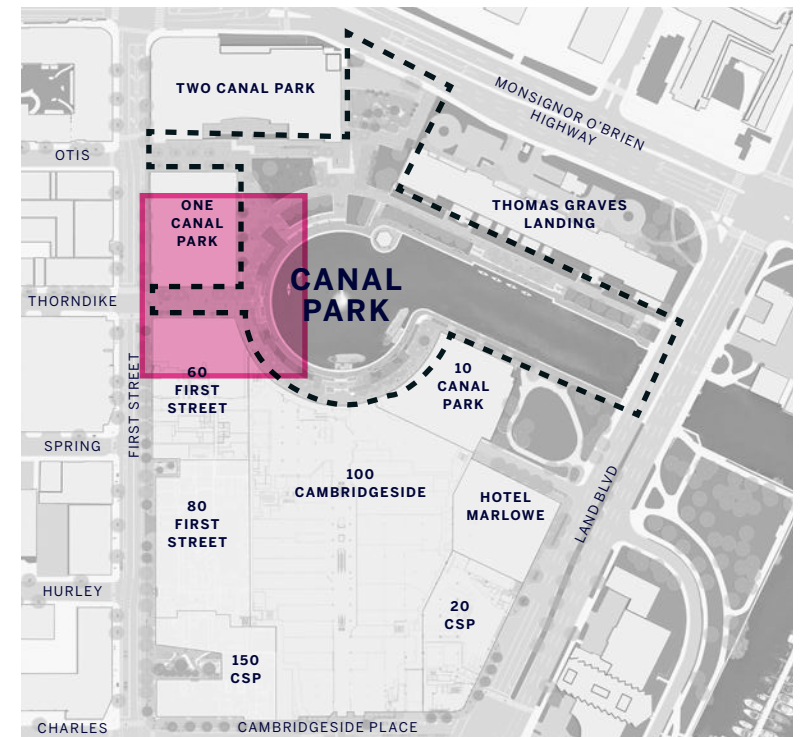 TWO CANAL PARK
MONSIGNOR O'BRIEN
HIGHWAY
OTIS
ONE
CANAL
PARK
THOMAS GRAVES
LANDING
CANAL
PARK
THORNDIKE
60
FIRST
STREET
10
CANAL
PARK
FIRST STREET
SPRING
100
CAMBRIDGESIDE
HOTEL
MARLOWE
LAND BLVD
80
FIRST
STREET
HURLEY
20
CSP
150
CSP
CHARLES
CAMBRIDGESIDE PLACE